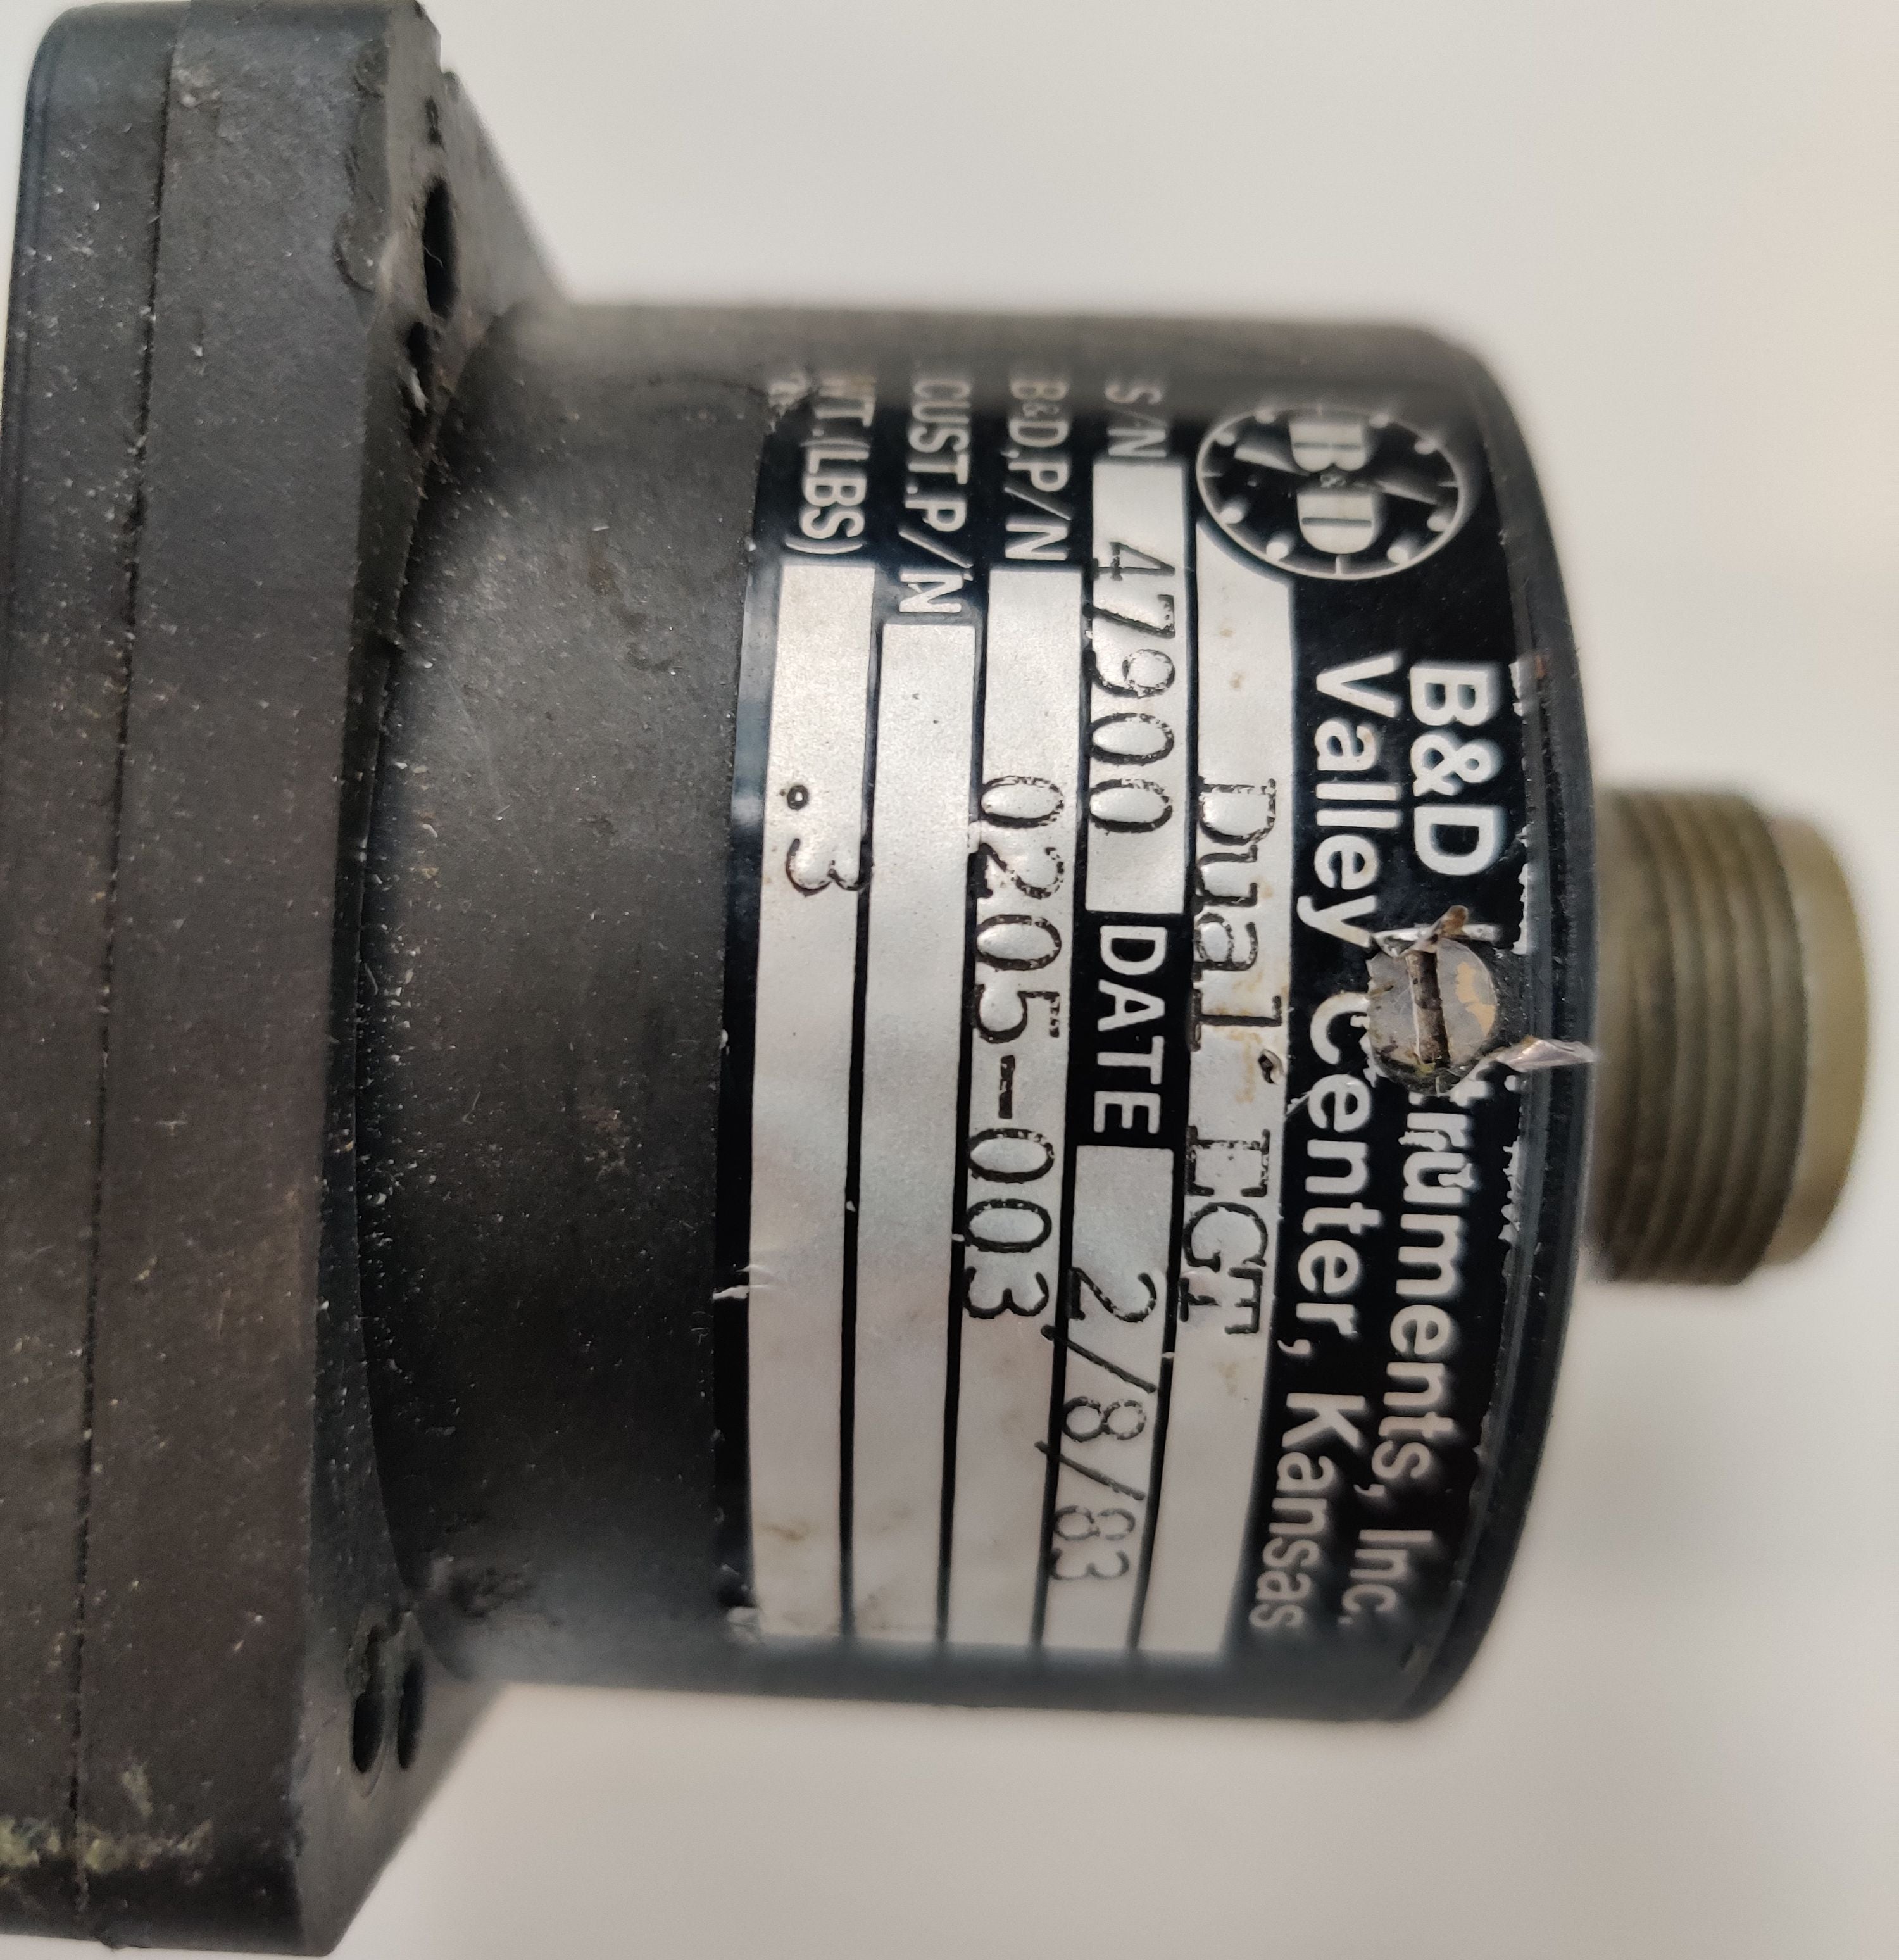 B&D
B&D Instruments, Inc.
Valley Center, Kansas
Dual EGT
S/N 47900 DATE 2/8/83
B&D.P/N 0205-003
CUST.P/N
WT.(LBS) .3